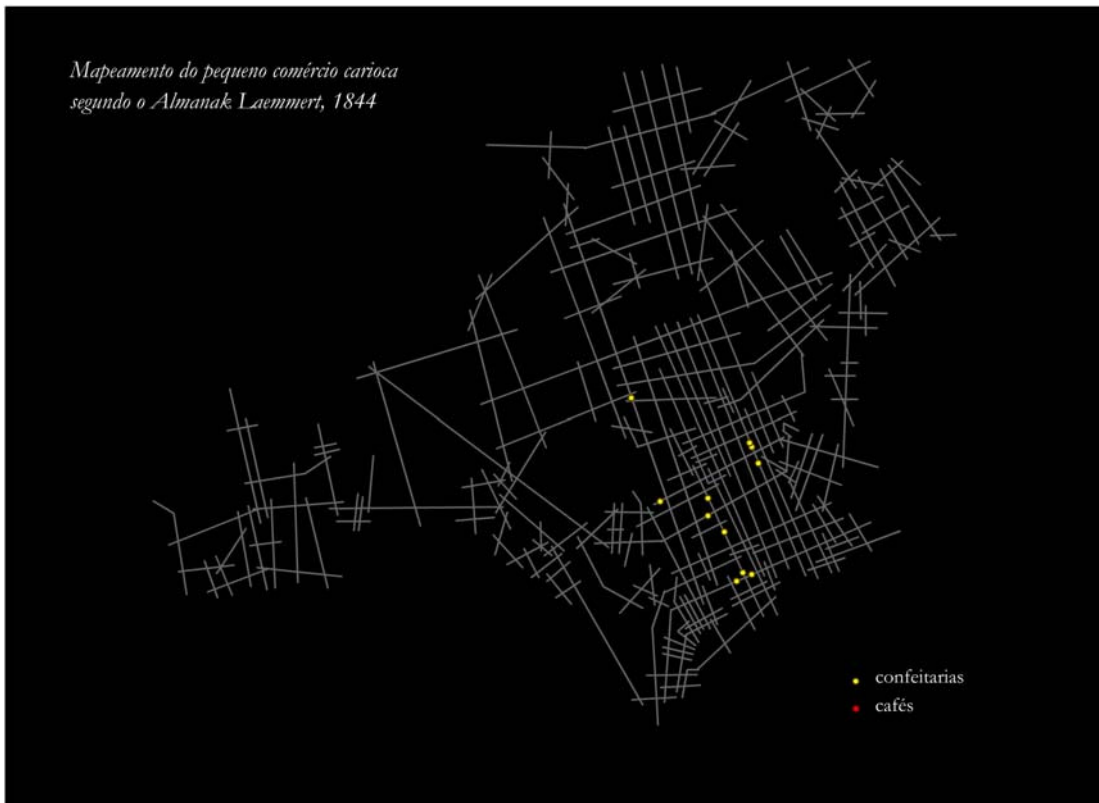 Mapeamento do pequeno comércio carioca
segundo o Almanak Laemmert, 1844
confeitarias
cafés